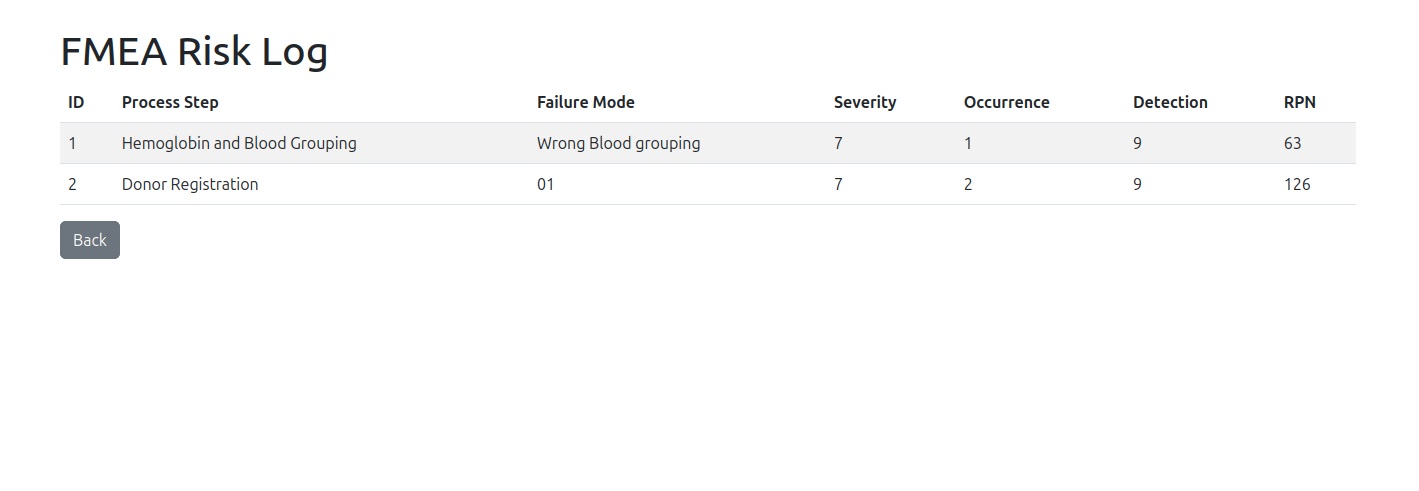 FMEA Risk Log
ID Process Step Failure Mode Severity Occurrence Detection RPN
1 Hemoglobin and Blood Grouping Wrong Blood grouping 7 1 9 63
2 Donor Registration 01 7 2 9 126
Back